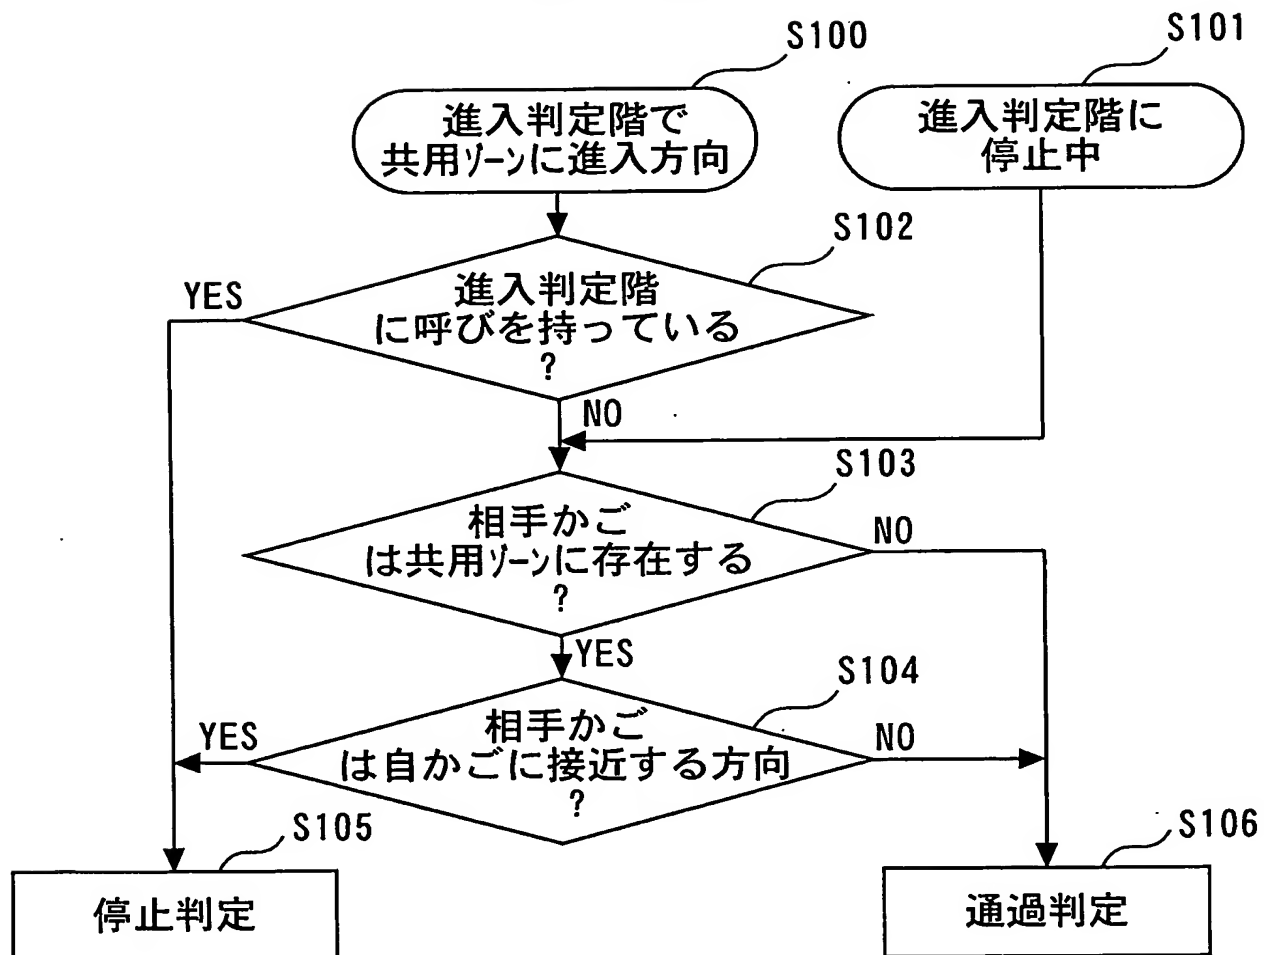 S100
進入判定階で
共用ゾーンに進入方向
S101
進入判定階に
停止中
S102
進入判定階
に呼びを持っている
?
YES
NO
S103
相手かご
は共用ゾーンに存在する
?
NO
YES
S104
相手かご
は自かごに接近する方向
?
YES
NO
S105
停止判定
S106
通過判定